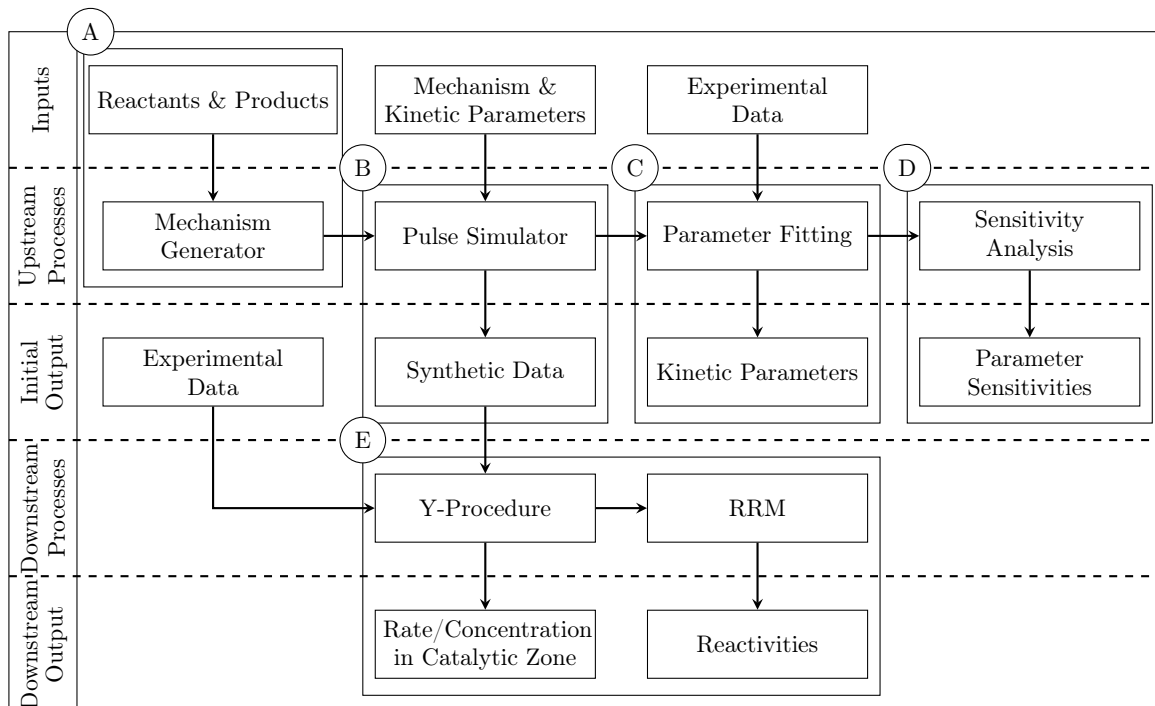 A
Inputs
Reactants & Products
Mechanism &
Kinetic Parameters
Experimental
Data
B
C
D
Upstream
Processes
Mechanism
Generator
Pulse Simulator
Parameter Fitting
Sensitivity
Analysis
Initial
Output
Experimental
Data
Synthetic Data
Kinetic Parameters
Parameter
Sensitivities
E
Downstream
Processes
Y-Procedure
RRM
Downstream
Output
Rate/Concentration
in Catalytic Zone
Reactivities